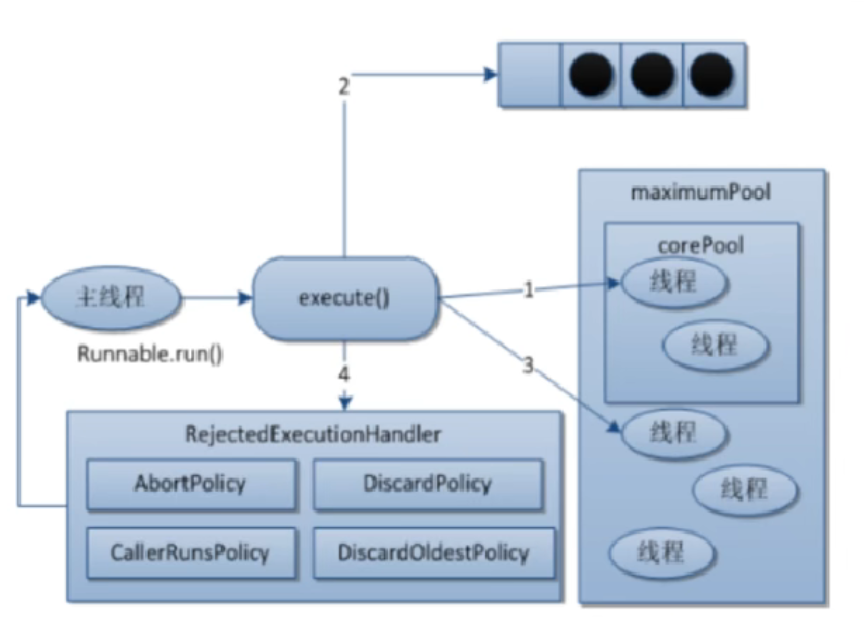 2
maximumPool
corePool
线程
线程
1
主线程
execute()
Runnable.run()
3
4
线程
线程
线程
RejectedExecutionHandler
AbortPolicy
DiscardPolicy
CallerRunsPolicy
DiscardOldestPolicy